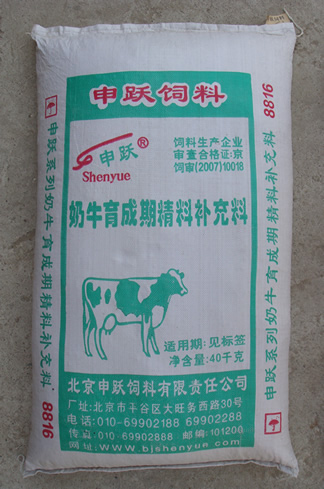 申跃饲料
申跃®
Shenyue
饲料生产企业
审查合格证:京
饲审(2007)10018
奶牛育成期精料补充料
适用期:见标签
净含量:40千克
北京申跃饲料有限责任公司
厂址:北京市平谷区大旺务西路30号
电话:010-69902188 69902288
传真:010-69902988 邮编:101200
网址:www.bjshenyue.com
申跃系列奶牛育成期精料补充料 8816
8816 申跃系列奶牛育成期精料补充料